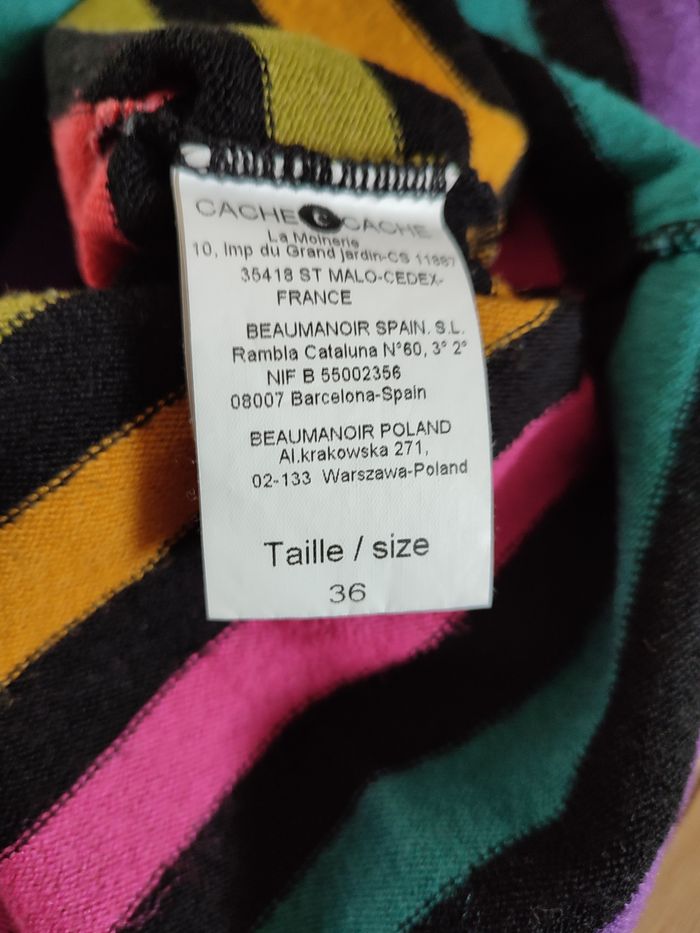 CACHE & CACHE
La Moinerie
10, Imp du Grand Jardin-CS 11887
35418 ST MALO-CEDEX-
FRANCE
BEAUMANOIR SPAIN. S.L.
Rambla Cataluna N°60, 3° 2°
NIF B 55002356
08007 Barcelona-Spain
BEAUMANOIR POLAND
Al.krakowska 271,
02-133 Warszawa-Poland
Taille / size
36